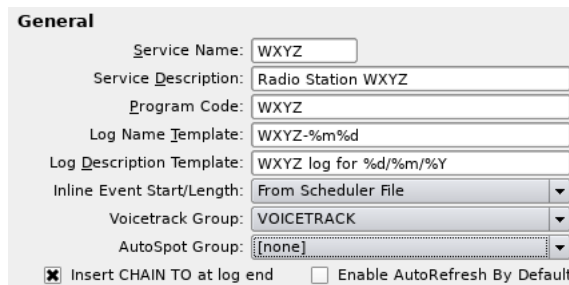 General
Service Name: WXYZ
Service Description: Radio Station WXYZ
Program Code: WXYZ
Log Name Template: WXYZ-%m%d
Log Description Template: WXYZ log for %d/%m/%Y
Inline Event Start/Length: From Scheduler File
Voicetrack Group: VOICETRACK
AutoSpot Group: [none]
Insert CHAIN TO at log end Enable AutoRefresh By Default